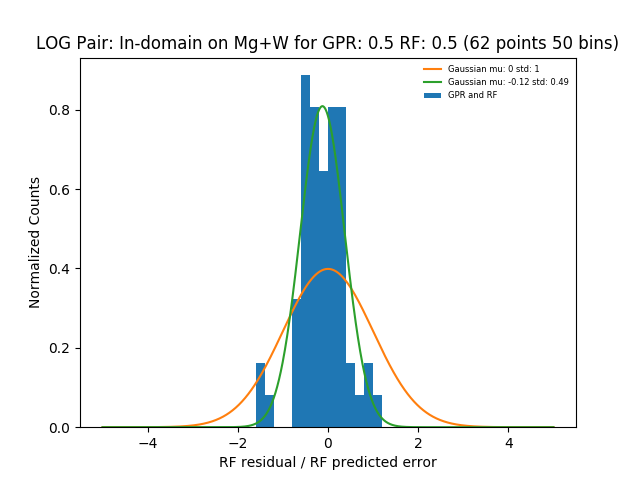 LOG Pair: In-domain on Mg+W for GPR: 0.5 RF: 0.5 (62 points 50 bins)
Gaussian mu: 0 std: 1
Gaussian mu: -0.12 std: 0.49
GPR and RF
Normalized Counts
0.8
0.6
0.4
0.2
0.0
−4 −2 0 2 4
RF residual / RF predicted error